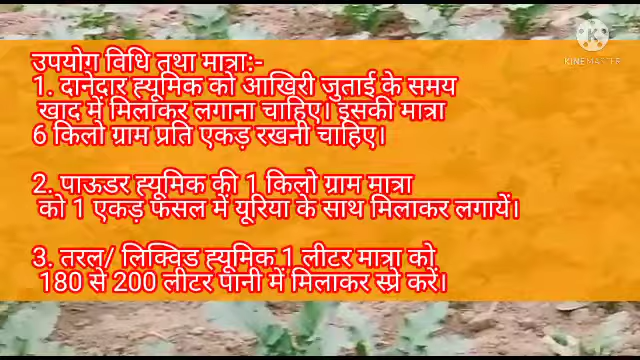 KINEMASTER
उपयोग विधि तथा मात्राः-
1. दानेदार ह्यूमिक को आखिरी जुताई के समय
खाद में मिलाकर लगाना चाहिए। इसकी मात्रा
6 किलो ग्राम प्रति एकड़ रखनी चाहिए।
2. पाऊडर ह्यूमिक की 1 किलो ग्राम मात्रा
को 1 एकड़ फसल में यूरिया के साथ मिलाकर लगायें।
3. तरल/ लिक्विड ह्यूमिक 1 लीटर मात्रा को
180 से 200 लीटर पानी में मिलाकर स्प्रे करें।